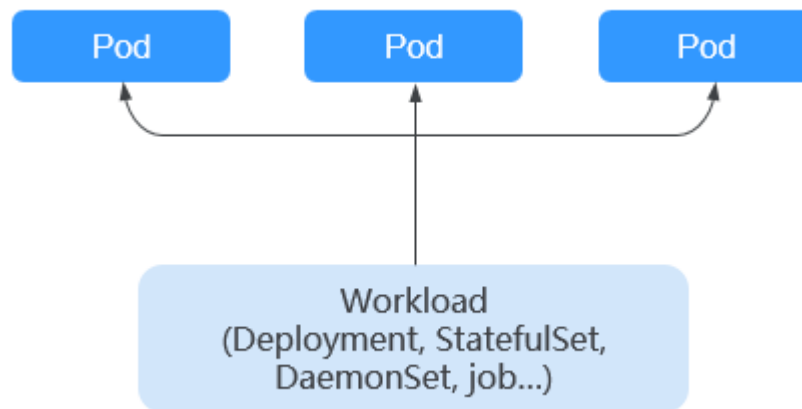 Pod
Pod
Pod
Workload
(Deployment, StatefulSet,
DaemonSet, job...)